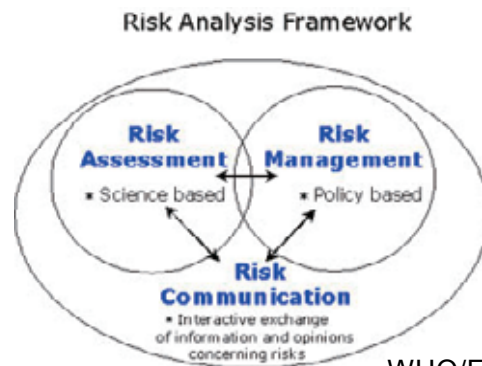 Risk Analysis Framework
Risk
Assessment
* Science based
Risk
Management
* Policy based
Risk
Communication
* Interactive exchange
of information and opinions
concerning risks